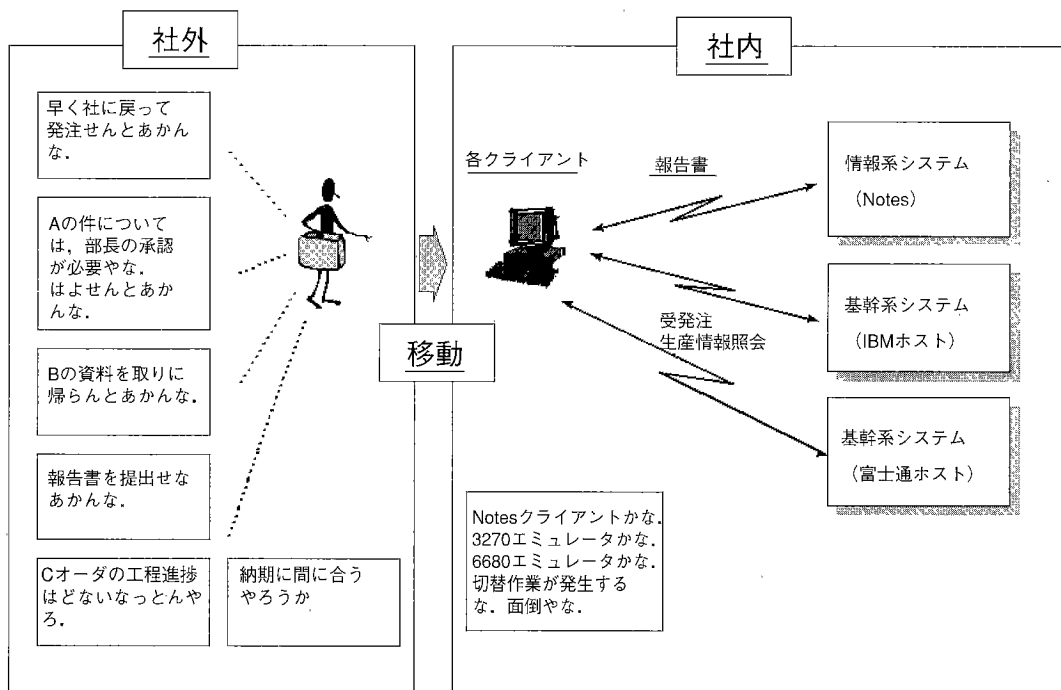 社外
早く社に戻って
発注せんとあかん
な．
Aの件について
は，部長の承認
が必要やな．
はよせんとあか
んな．
Bの資料を取りに
帰らんとあかんな．
報告書を提出せな
あかんな．
Cオーダの工程進捗
はどないなっとんや
ろ．
納期に間に合う
やろうか
移動
社内
各クライアント
報告書
受発注
生産情報照会
情報系システム
（Notes）
基幹系システム
（IBMホスト）
基幹系システム
（富士通ホスト）
Notesクライアントかな．
3270エミュレータかな．
6680エミュレータかな．
切替作業が発生する
な．面倒やな．